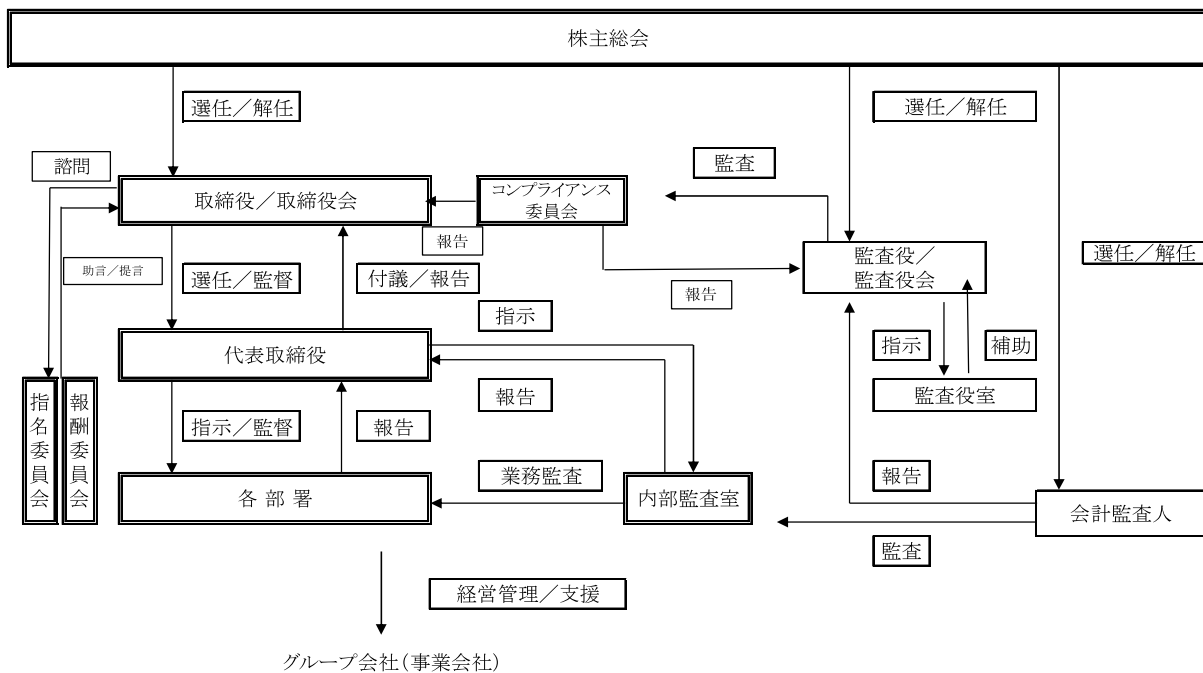 株主総会
選任／解任
選任／解任
諮問
監査
取締役／取締役会
コンプライアンス
委員会
報告
監査役／
監査役会
選任／解任
助言／提言
選任／監督
付議／報告
報告
指示
代表取締役
指示
補助
報告
監査役室
指名委員会
報酬委員会
指示／監督
報告
業務監査
報告
各部署
内部監査室
会計監査人
監査
経営管理／支援
グループ会社（事業会社）